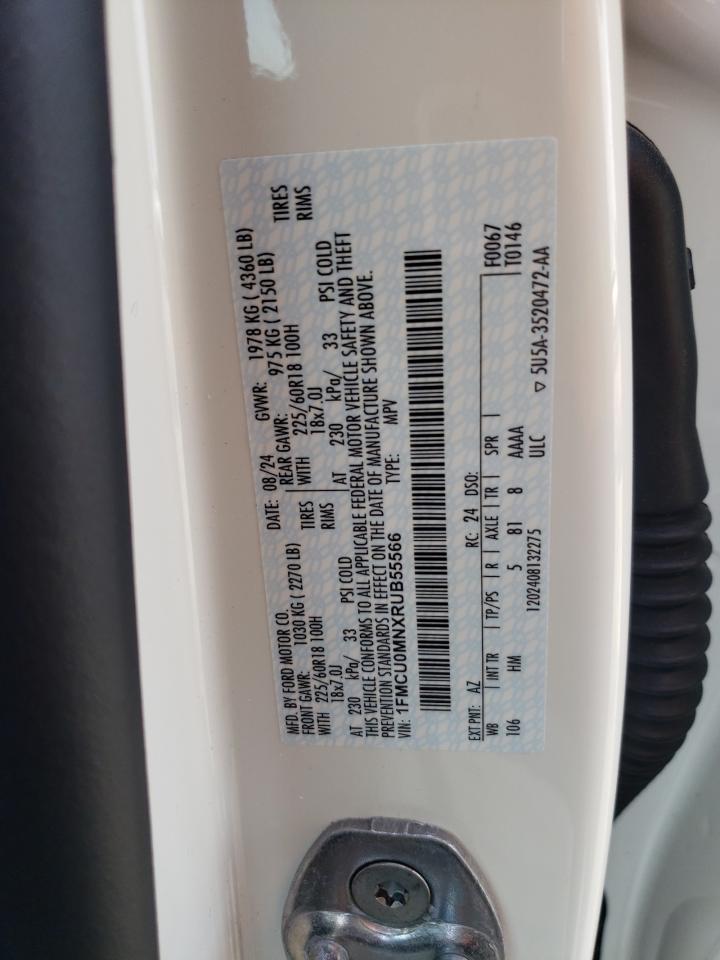 MFD. BY FORD MOTOR CO.
DATE: 08/24 GVWR: 1978 KG ( 4360 LB)
FRONT GAWR: 1030 KG ( 2270 LB) REAR GAWR: 975 KG ( 2150 LB)
WITH 225/60R18 100H TIRES WITH 225/60R18 100H TIRES
18x7.0J RIMS 18x7.0J RIMS
AT 230 kPa/ 33 PSI COLD AT 230 kPa/ 33 PSI COLD
THIS VEHICLE CONFORMS TO ALL APPLICABLE FEDERAL MOTOR VEHICLE SAFETY AND THEFT
PREVENTION STANDARDS IN EFFECT ON THE DATE OF MANUFACTURE SHOWN ABOVE.
VIN: 1FMCU0MNXRUB55566 TYPE: MPV
EXT PNT: AZ RC: 24 DSO:
WB INT TR TP/PS R AXLE TR SPR F0067
106 HM 5 81 8 AAAA T0146
1202408132275 ULC
▽ 5U5A-3520472-AA